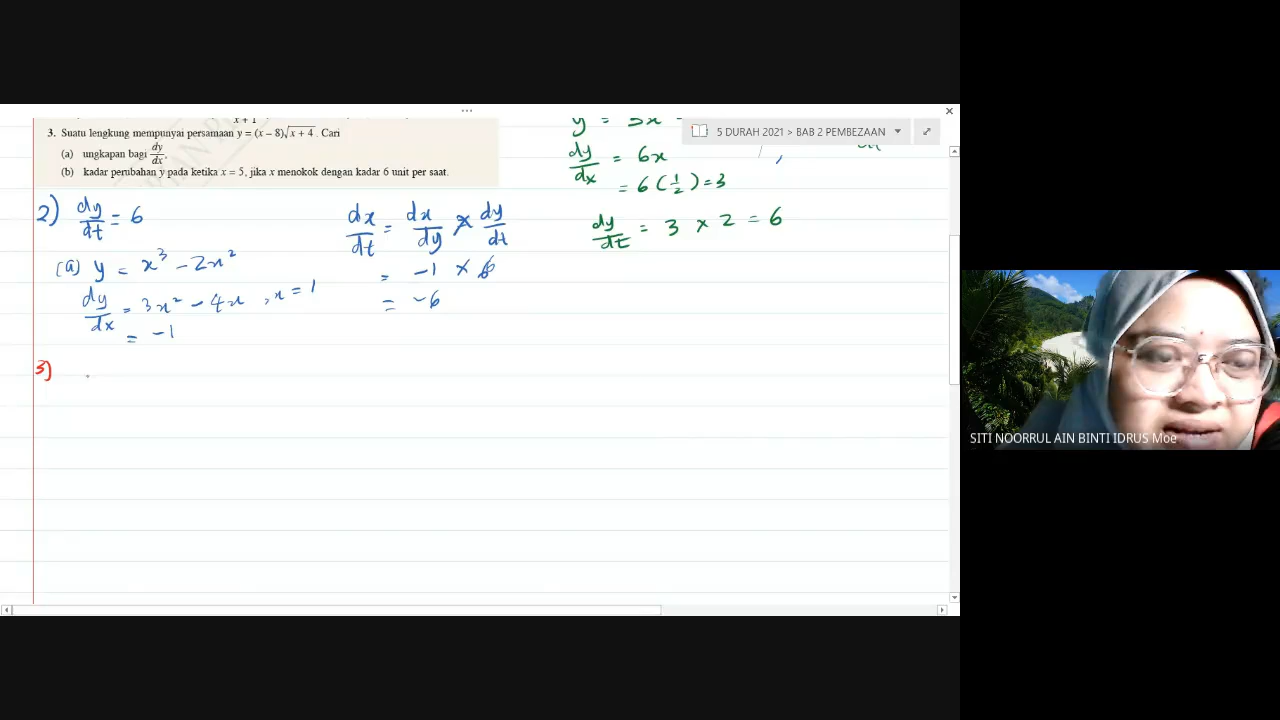 x + 1
3. Suatu lengkung mempunyai persamaan y = (x – 8)√x + 4. Cari
(a) ungkapan bagi dy/dx.
(b) kadar perubahan y pada ketika x = 5, jika x menokok dengan kadar 6 unit per saat.
5 DURAH 2021 > BAB 2 PEMBEZAAN
dy/dx = 6x
= 6(1/2) = 3
dy/dt = 3 × 2 = 6
2) dy/dt = 6
(a) y = x³ – 2x²
dy/dx = 3x² – 4x, x = 1
= –1
dx/dt = dx/dy × dy/dt
= –1 × 6
= –6
3)
SITI NOORRUL AIN BINTI IDRUS Moe